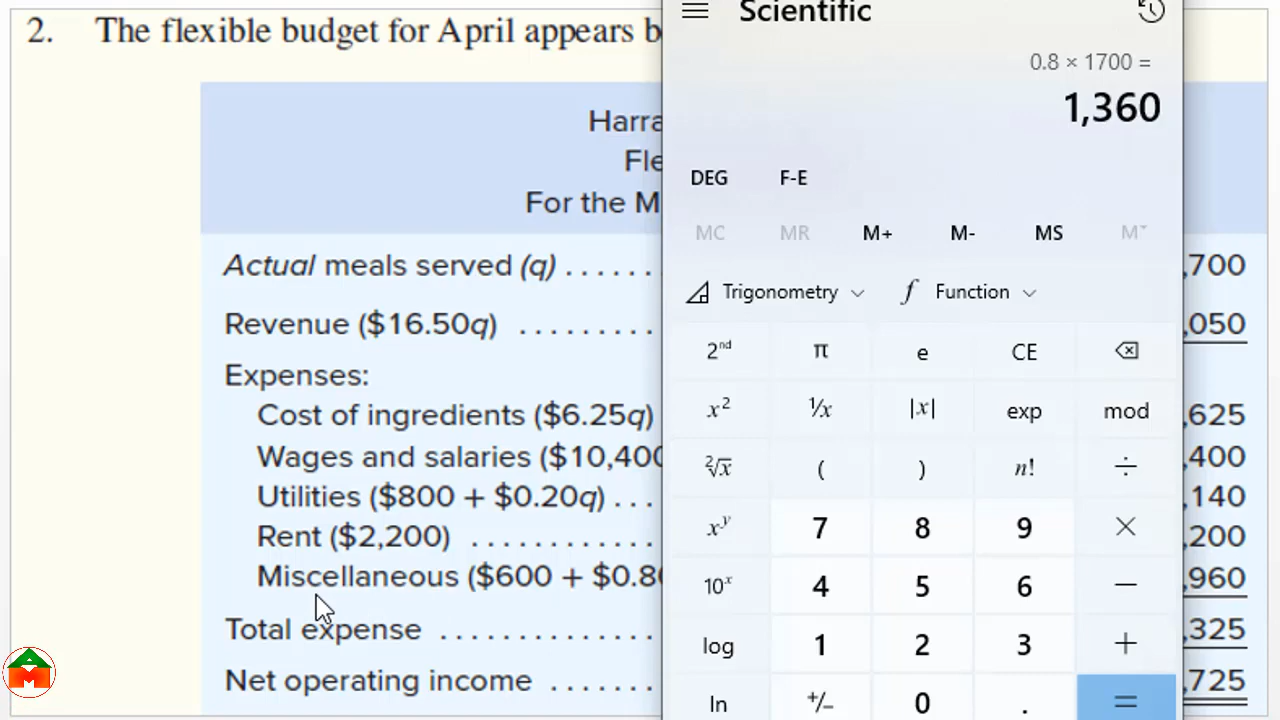 2. The flexible budget for April appears b
Harra
Fle
For the M
Actual meals served (q) ...... ,700
Revenue ($16.50q) ......... ,050
Expenses:
Cost of ingredients ($6.25q) ,625
Wages and salaries ($10,400 ,400
Utilities ($800 + $0.20q) ... ,140
Rent ($2,200) ............ ,200
Miscellaneous ($600 + $0.80 ,960
Total expense .............. ,325
Net operating income ....... ,725
Scientific
0.8 × 1700 =
1,360
DEG F-E
MC MR M+ M- MS M˅
Trigonometry f Function
2nd π e CE
x² ¹/x |x| exp mod
²√x ( ) n! ÷
xʸ 7 8 9 ×
10ˣ 4 5 6 −
log 1 2 3 +
ln +/− 0 . =
A
M